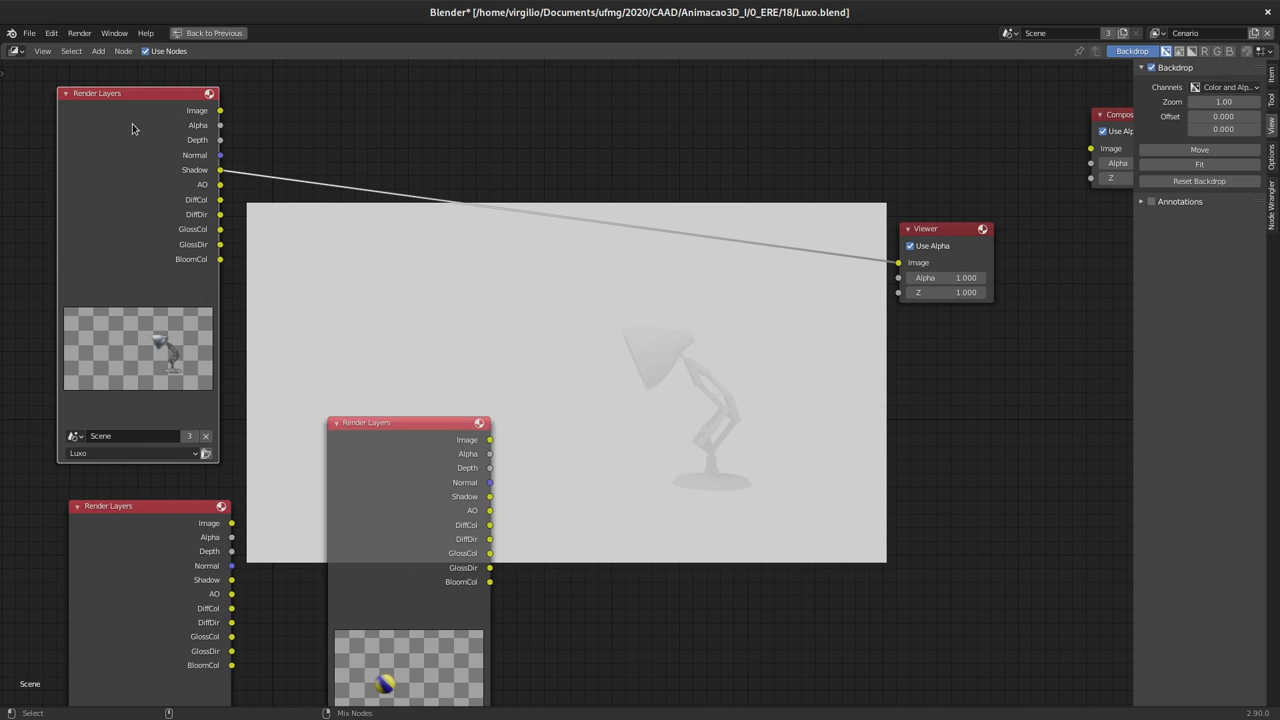 Blender* [/home/virgilio/Documents/ufmg/2020/CAAD/Animacao3D_I/0_ERE/18/Luxo.blend]
File Edit Render Window Help Back to Previous Scene 3 Cenario
View Select Add Node Use Nodes Backdrop R G B
Render Layers
Image
Alpha
Depth
Normal
Shadow
AO
DiffCol
DiffDir
GlossCol
GlossDir
BloomCol
Scene 3
Luxo
Render Layers
Image
Alpha
Depth
Normal
Shadow
AO
DiffCol
DiffDir
GlossCol
GlossDir
BloomCol
Render Layers
Image
Alpha
Depth
Normal
Shadow
AO
DiffCol
DiffDir
GlossCol
GlossDir
BloomCol
Viewer
Use Alpha
Image
Alpha 1.000
Z 1.000
Compos
Use Alp
Image
Alpha
Z
Backdrop
Channels Color and Alp...
Zoom 1.00
Offset 0.000
0.000
Move
Fit
Reset Backdrop
Annotations
Item
Tool
View
Options
Node Wrangler
Scene
Select Mix Nodes 2.90.0